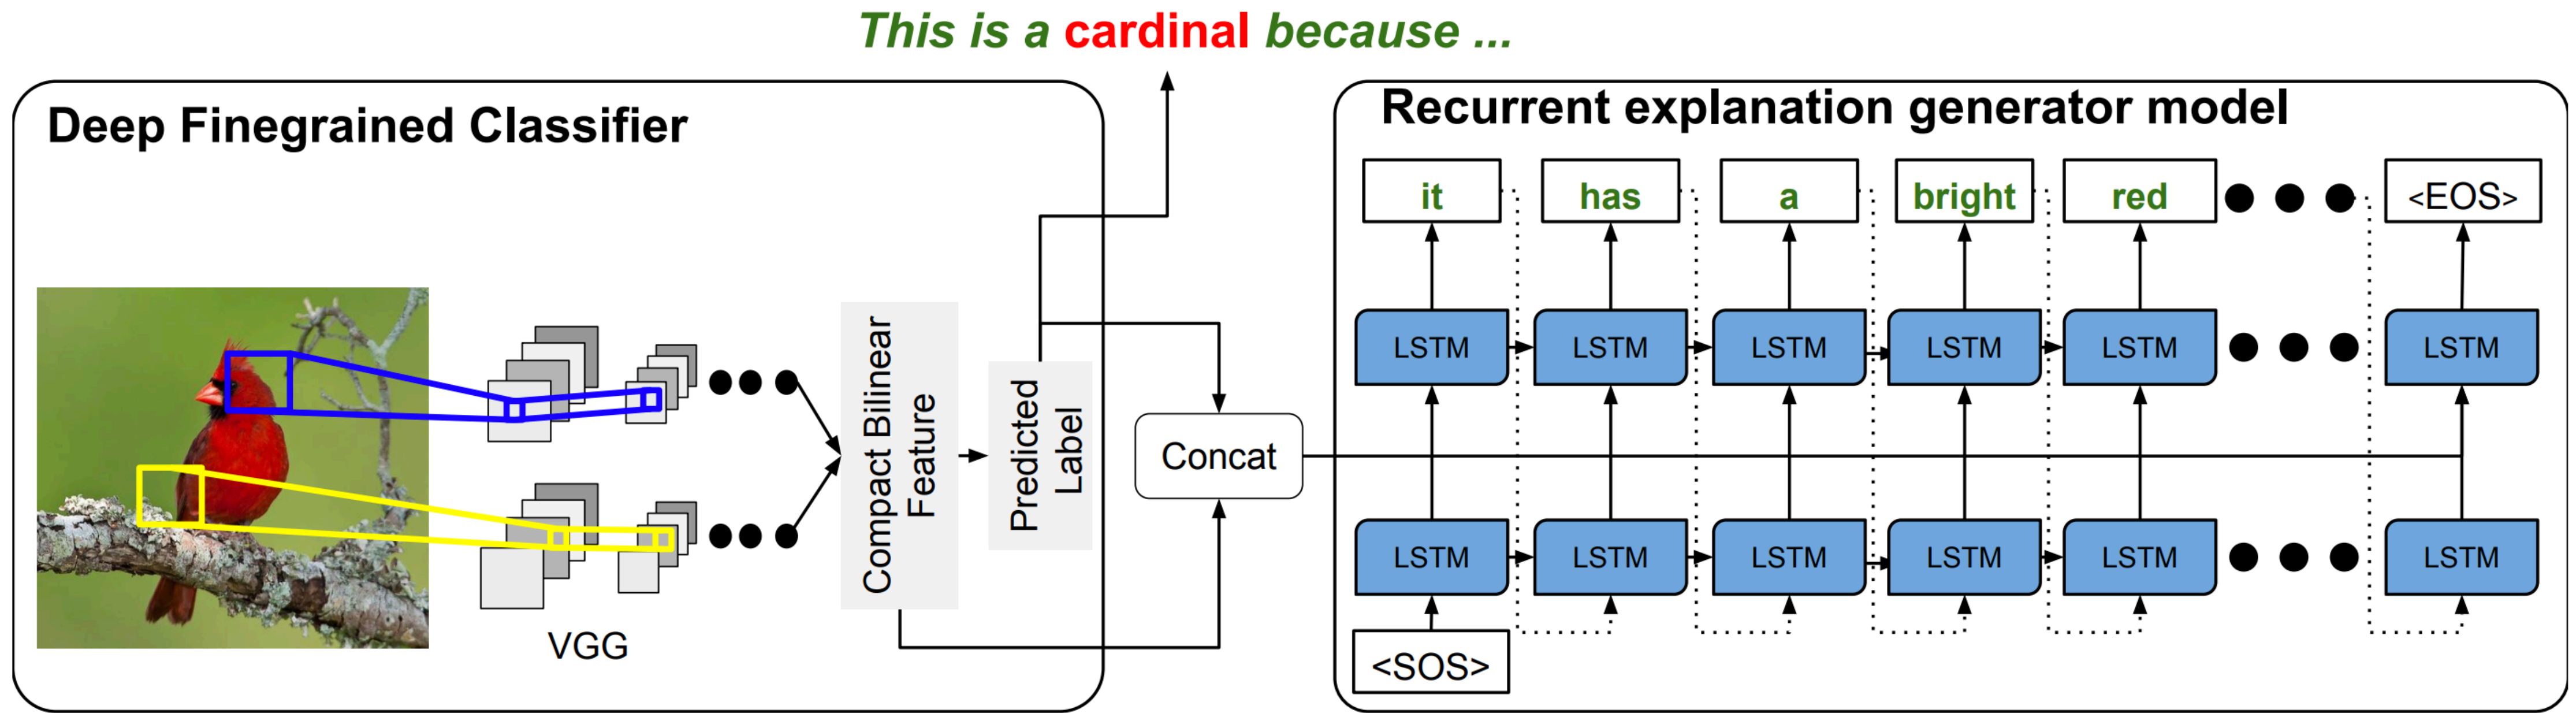 This is a cardinal because ...
Deep Finegrained Classifier
VGG
Compact Bilinear
Feature
Predicted
Label
Concat
Recurrent explanation generator model
it has a bright red <EOS>
LSTM LSTM LSTM LSTM LSTM LSTM
LSTM LSTM LSTM LSTM LSTM LSTM
<SOS>